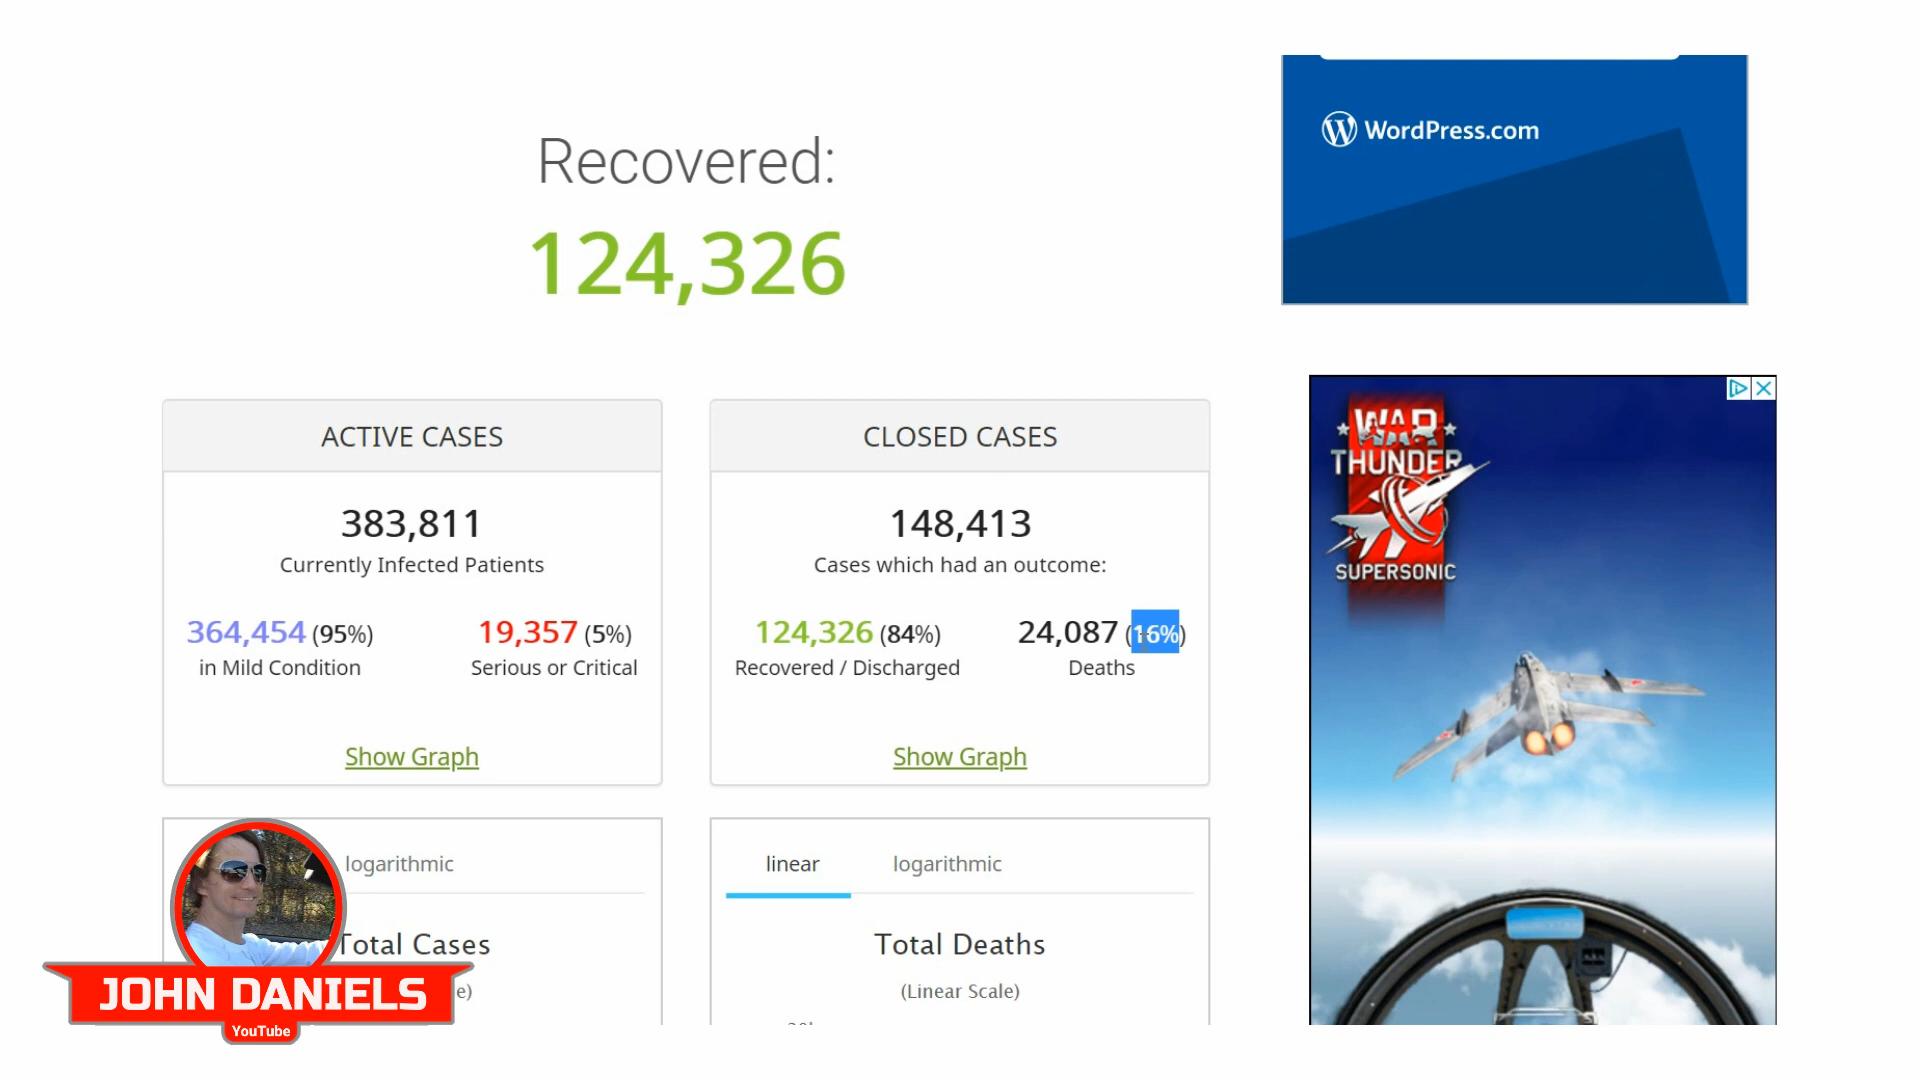 WordPress.com
Recovered:
124,326
ACTIVE CASES
383,811
Currently Infected Patients
364,454 (95%)
in Mild Condition
19,357 (5%)
Serious or Critical
Show Graph
CLOSED CASES
148,413
Cases which had an outcome:
124,326 (84%)
Recovered / Discharged
24,087 (16%)
Deaths
Show Graph
WAR
THUNDER
SUPERSONIC
logarithmic
Total Cases
e)
linear
logarithmic
Total Deaths
(Linear Scale)
JOHN DANIELS
YouTube